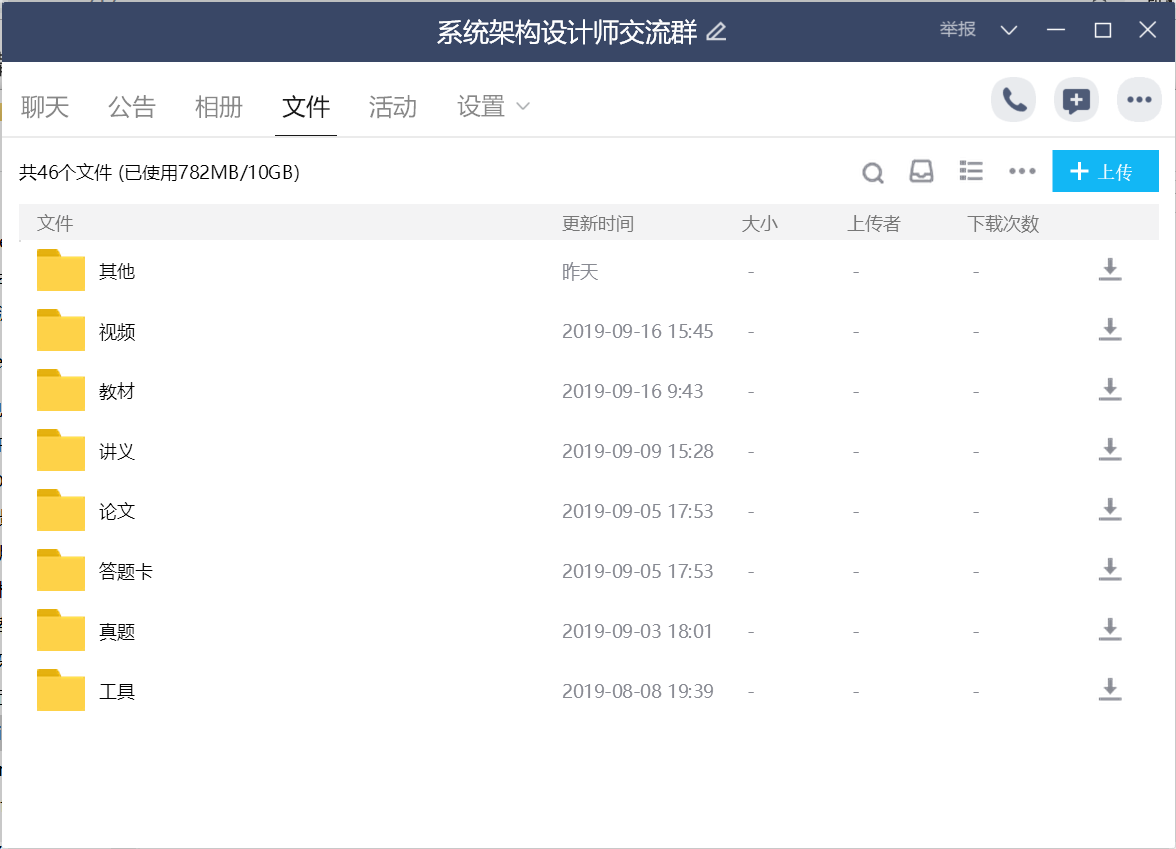 系统架构设计师交流群
举报
聊天 公告 相册 文件 活动 设置
共46个文件 (已使用782MB/10GB)
上传
文件 更新时间 大小 上传者 下载次数
其他 昨天 - - -
视频 2019-09-16 15:45 - - -
教材 2019-09-16 9:43 - - -
讲义 2019-09-09 15:28 - - -
论文 2019-09-05 17:53 - - -
答题卡 2019-09-05 17:53 - - -
真题 2019-09-03 18:01 - - -
工具 2019-08-08 19:39 - - -